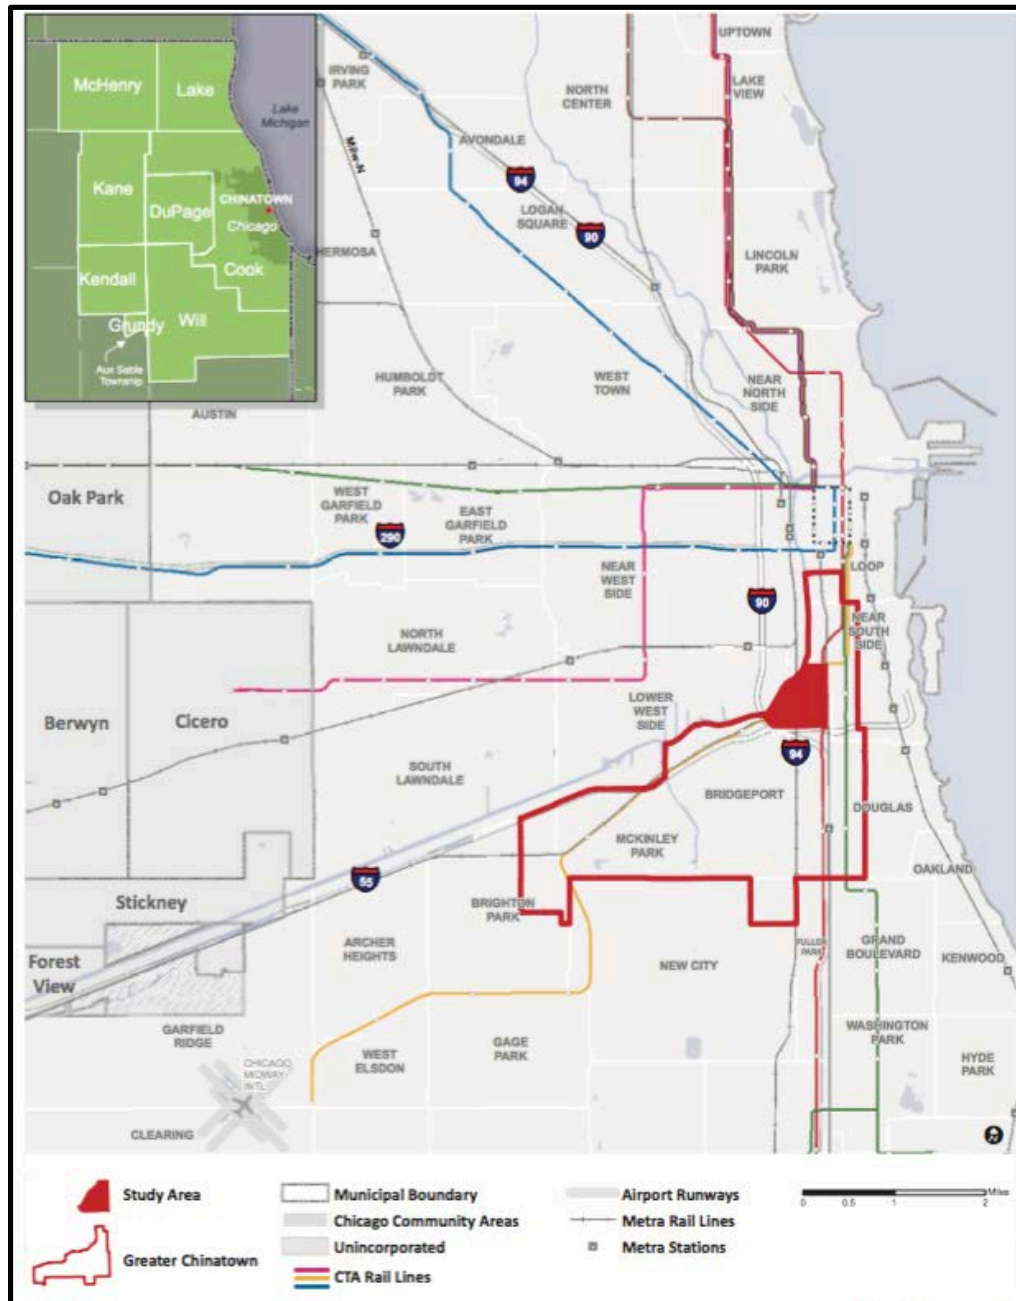 McHenry
Lake
Lake
Michigan
Kane
DuPage
CHINATOWN
Chicago
Cook
Kendall
Grundy
Will
Aux Sable
Township
UPTOWN
IRVING
PARK
NORTH
CENTER
LAKE
VIEW
Milw-N
AVONDALE
94
LOGAN
SQUARE
90
HERMOSA
LINCOLN
PARK
HUMBOLDT
PARK
WEST
TOWN
NEAR
NORTH
SIDE
AUSTIN
Oak Park
WEST
GARFIELD
PARK
EAST
GARFIELD
PARK
290
NEAR
WEST
SIDE
LOOP
90
NEAR
SOUTH
SIDE
NORTH
LAWNDALE
Berwyn
Cicero
LOWER
WEST
SIDE
94
SOUTH
LAWNDALE
BRIDGEPORT
DOUGLAS
MCKINLEY
PARK
OAKLAND
55
Stickney
BRIGHTON
PARK
ARCHER
HEIGHTS
FULLER
PARK
GRAND
BOULEVARD
KENWOOD
Forest
View
NEW CITY
GARFIELD
RIDGE
WASHINGTON
PARK
GAGE
PARK
WEST
ELSDON
HYDE
PARK
CHICAGO
MIDWAY
INTL
CLEARING
Study Area
Greater Chinatown
Municipal Boundary
Chicago Community Areas
Unincorporated
CTA Rail Lines
Airport Runways
Metra Rail Lines
Metra Stations
Miles
0 0.5 1 2